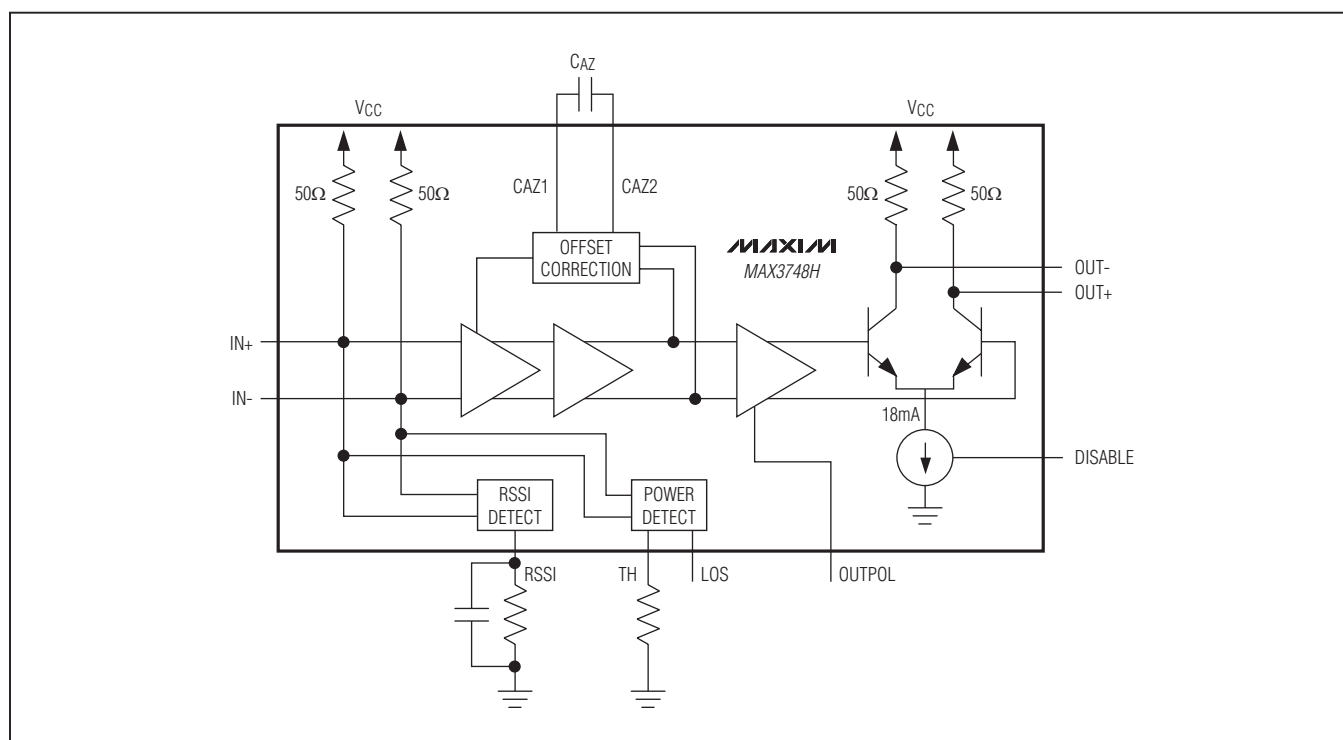 CAZ
VCC
VCC
50Ω
50Ω
CAZ1
CAZ2
50Ω
50Ω
OFFSET
CORRECTION
MAXIM
MAX3748H
OUT-
OUT+
IN+
IN-
18mA
DISABLE
RSSI
DETECT
POWER
DETECT
RSSI
TH
LOS
OUTPOL